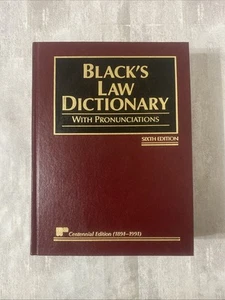 BLACK'S
LAW
DICTIONARY
WITH PRONUNCIATIONS
SIXTH EDITION
Centennial Edition (1891-1991)